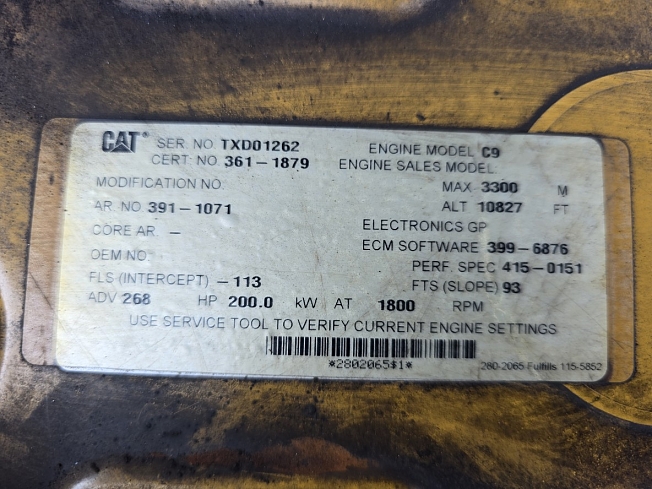 CAT® SER. NO. TXD01262 ENGINE MODEL C9
CERT. NO. 361-1879 ENGINE SALES MODEL
MODIFICATION NO. MAX 3300 M
AR. NO. 391-1071 ALT 10827 FT
CORE AR - ELECTRONICS GP
OEM NO. ECM SOFTWARE 399-6876
PERF. SPEC 415-0151
FLS (INTERCEPT) -113 FTS (SLOPE) 93
ADV 268 HP 200.0 kW AT 1800 RPM
USE SERVICE TOOL TO VERIFY CURRENT ENGINE SETTINGS
*2802065$1*
280-2065 Fulfills 115-5852